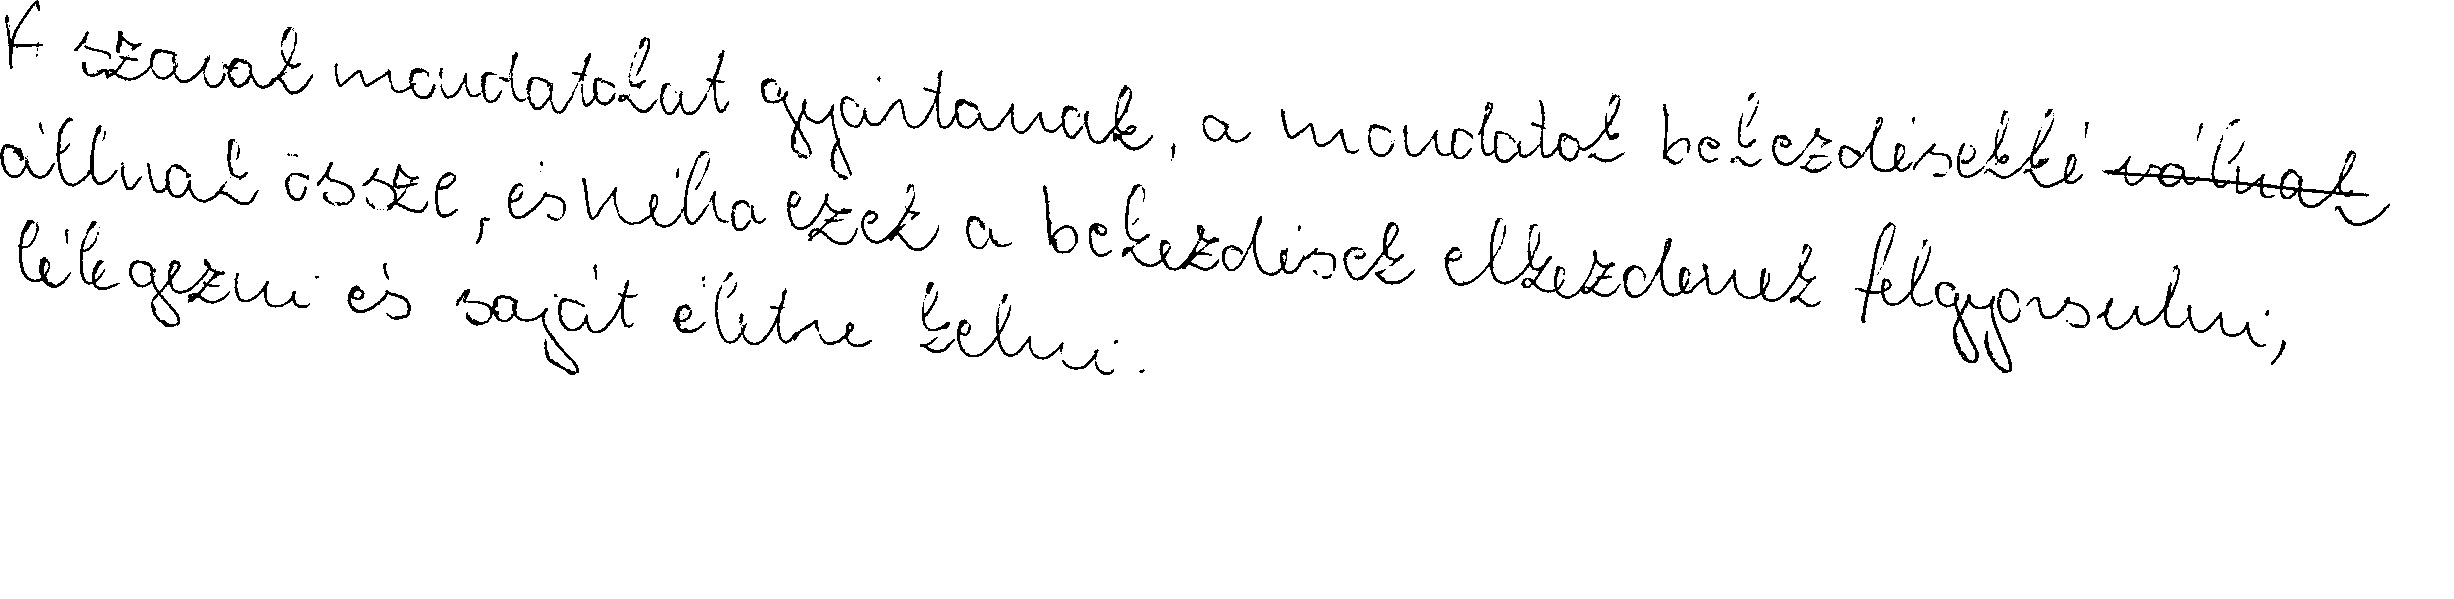 A szavak mondatokat gyártanak, a mondatok bekezdésekké válnak
állnak össze, és néha ezek a bekezdések elkezdenek felgyorsulni,
lélegezni és saját életre kelni.